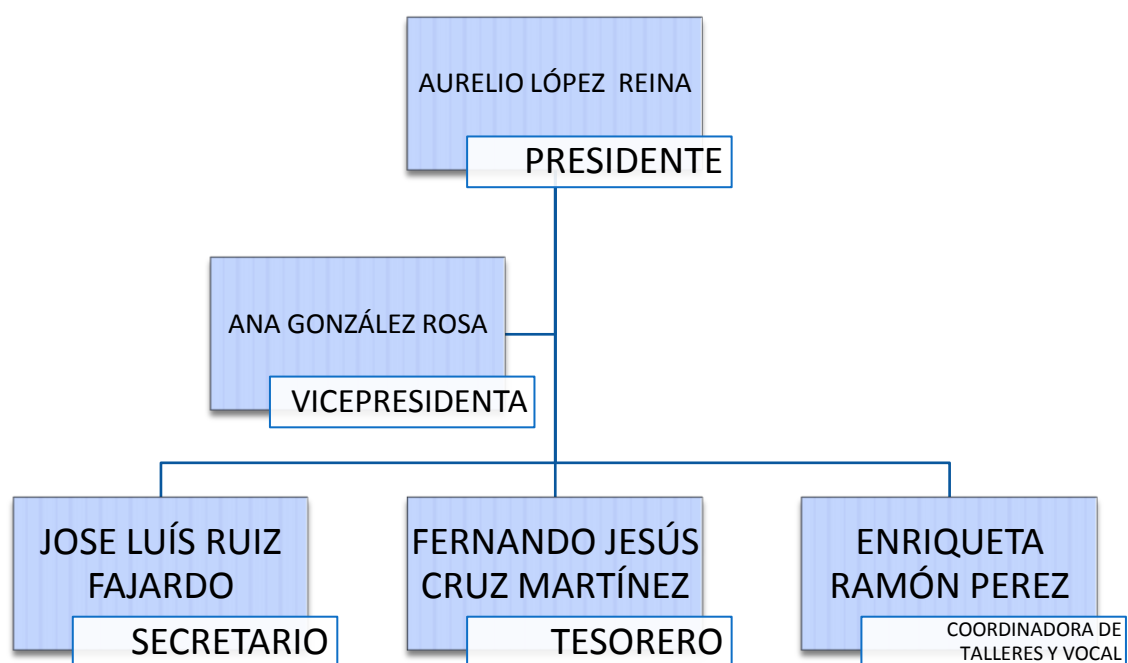 AURELIO LÓPEZ REINA
PRESIDENTE
ANA GONZÁLEZ ROSA
VICEPRESIDENTA
JOSE LUÍS RUIZ
FAJARDO
SECRETARIO
FERNANDO JESÚS
CRUZ MARTÍNEZ
TESORERO
ENRIQUETA
RAMÓN PEREZ
COORDINADORA DE
TALLERES Y VOCAL